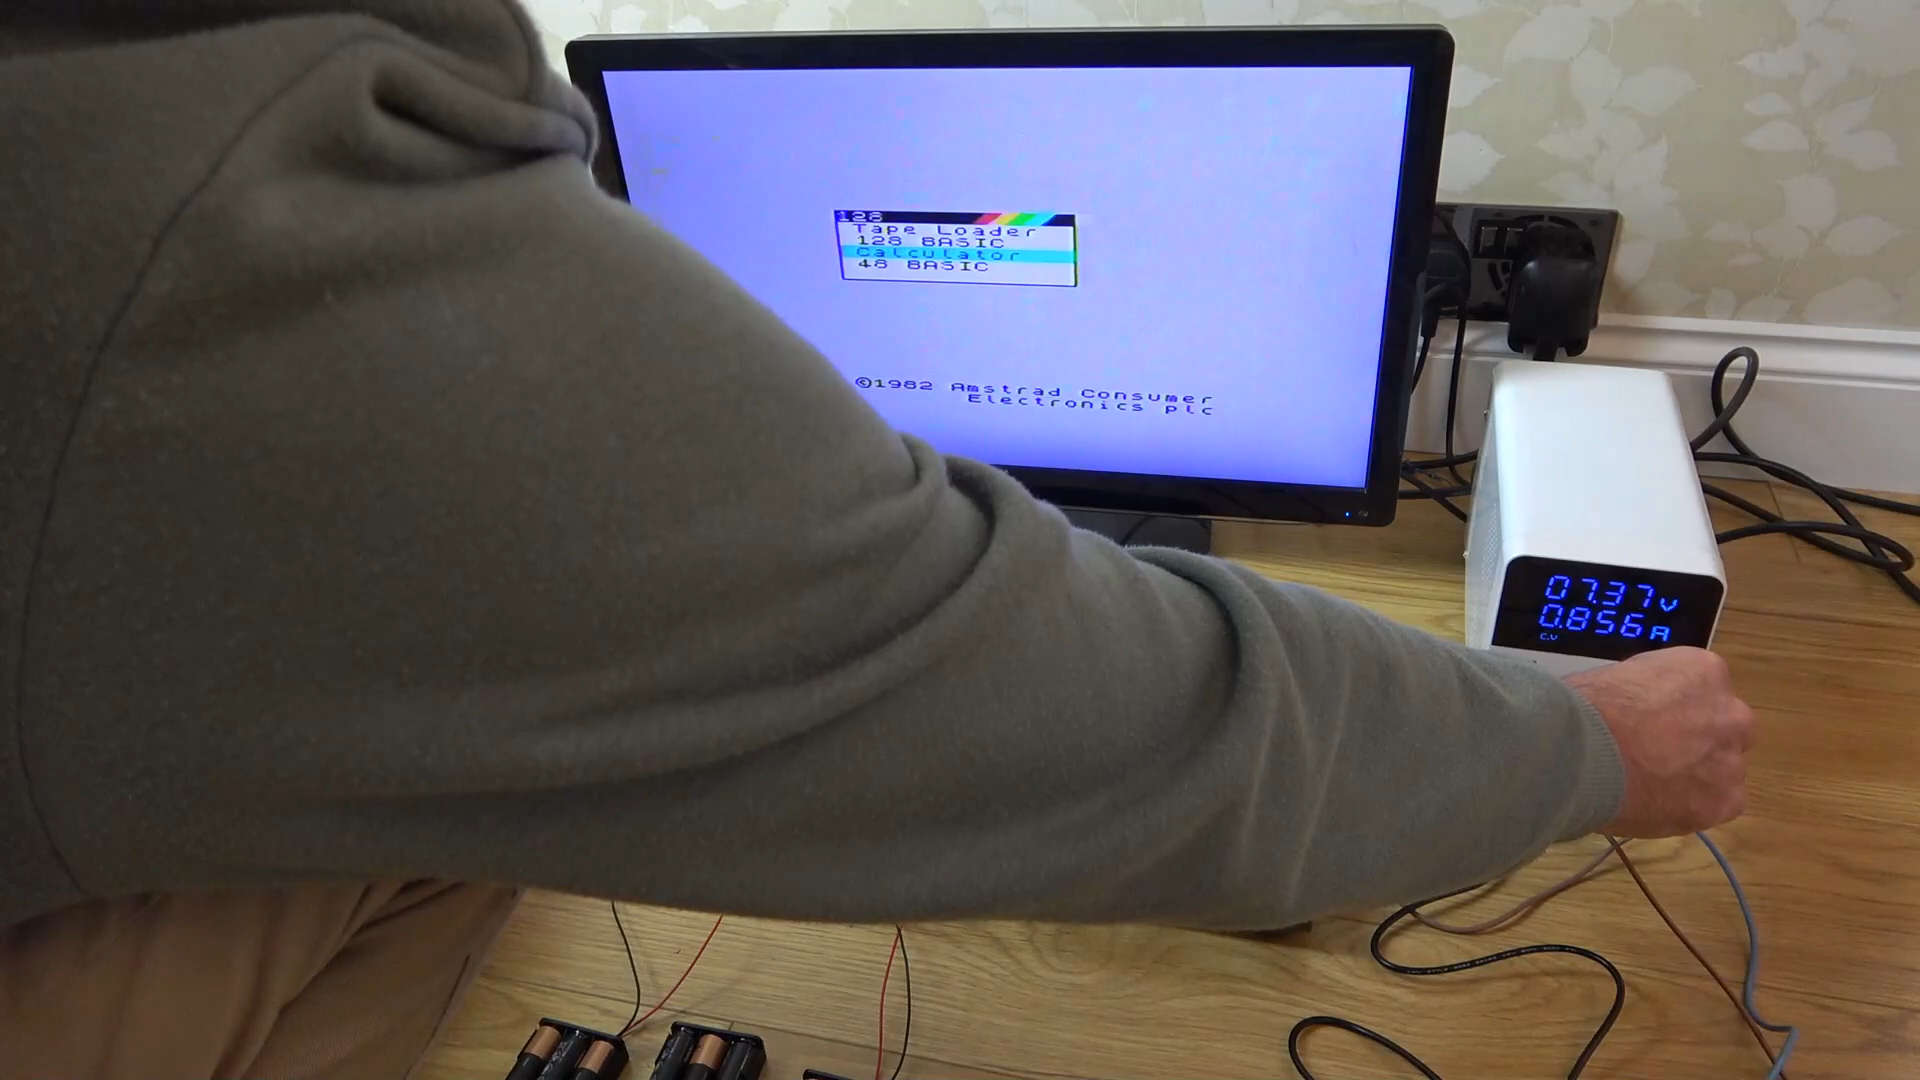 128
Tape Loader
128 BASIC
Calculator
48 BASIC
©1982 Amstrad Consumer
Electronics plc
07.37V
0.856A
C.V